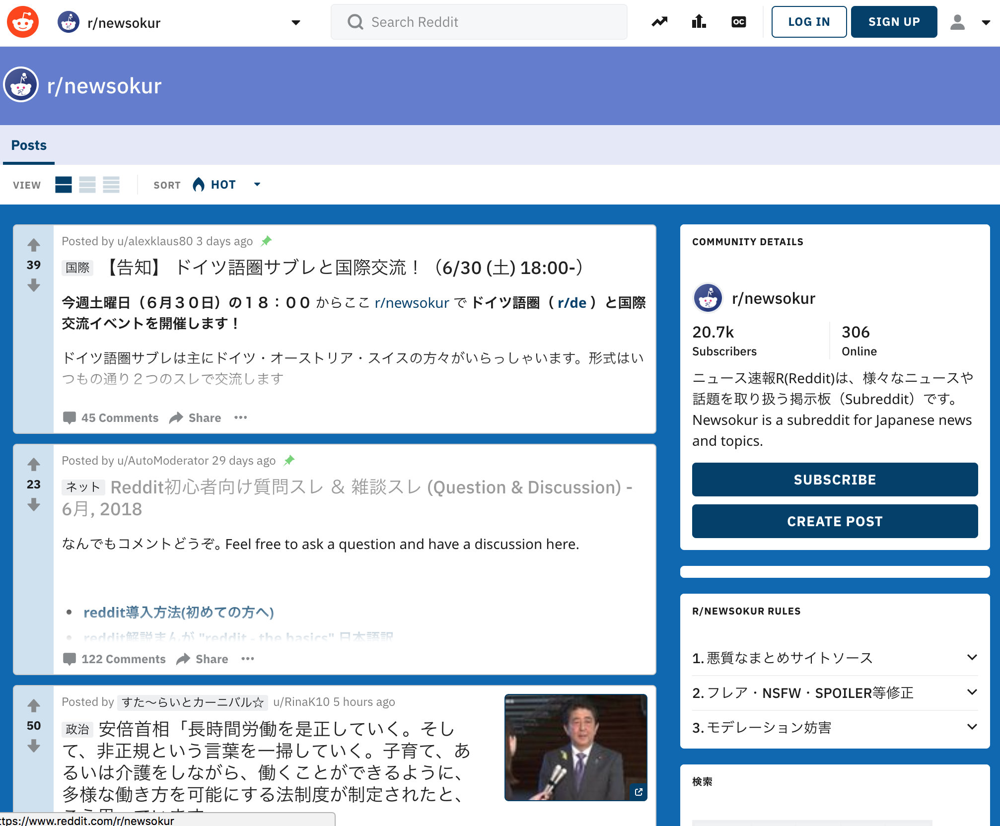 r/newsokur
Search Reddit
OC
LOG IN
SIGN UP
r/newsokur
Posts
VIEW
SORT
HOT
39
Posted by u/alexklaus80 3 days ago
国際 【告知】 ドイツ語圏サブレと国際交流！（6/30 (土) 18:00-）
今週土曜日（６月３０日）の１８：００ からここ r/newsokur で ドイツ語圏（ r/de ）と国際
交流イベントを開催します！
ドイツ語圏サブレは主にドイツ・オーストリア・スイスの方々がいらっしゃいます。形式はい
つもの通り２つのスレで交流します
45 Comments
Share
23
Posted by u/AutoModerator 29 days ago
ネット Reddit初心者向け質問スレ ＆ 雑談スレ (Question & Discussion) -
6月, 2018
なんでもコメントどうぞ。Feel free to ask a question and have a discussion here.
• reddit導入方法(初めての方へ)
• reddit解説まんが "reddit - the basics" 日本語訳
122 Comments
Share
50
Posted by すた〜らいとカーニバル☆ u/RinaK10 5 hours ago
政治 安倍首相「長時間労働を是正していく。そし
て、非正規という言葉を一掃していく。子育て、あ
るいは介護をしながら、働くことができるように、
多様な働き方を可能にする法制度が制定されたと、
ttps://www.reddit.com/r/newsokur
COMMUNITY DETAILS
r/newsokur
20.7k
Subscribers
306
Online
ニュース速報R(Reddit)は、様々なニュースや
話題を取り扱う掲示板（Subreddit）です。
Newsokur is a subreddit for Japanese news
and topics.
SUBSCRIBE
CREATE POST
R/NEWSOKUR RULES
1. 悪質なまとめサイトソース
2. フレア・NSFW・SPOILER等修正
3. モデレーション妨害
検索